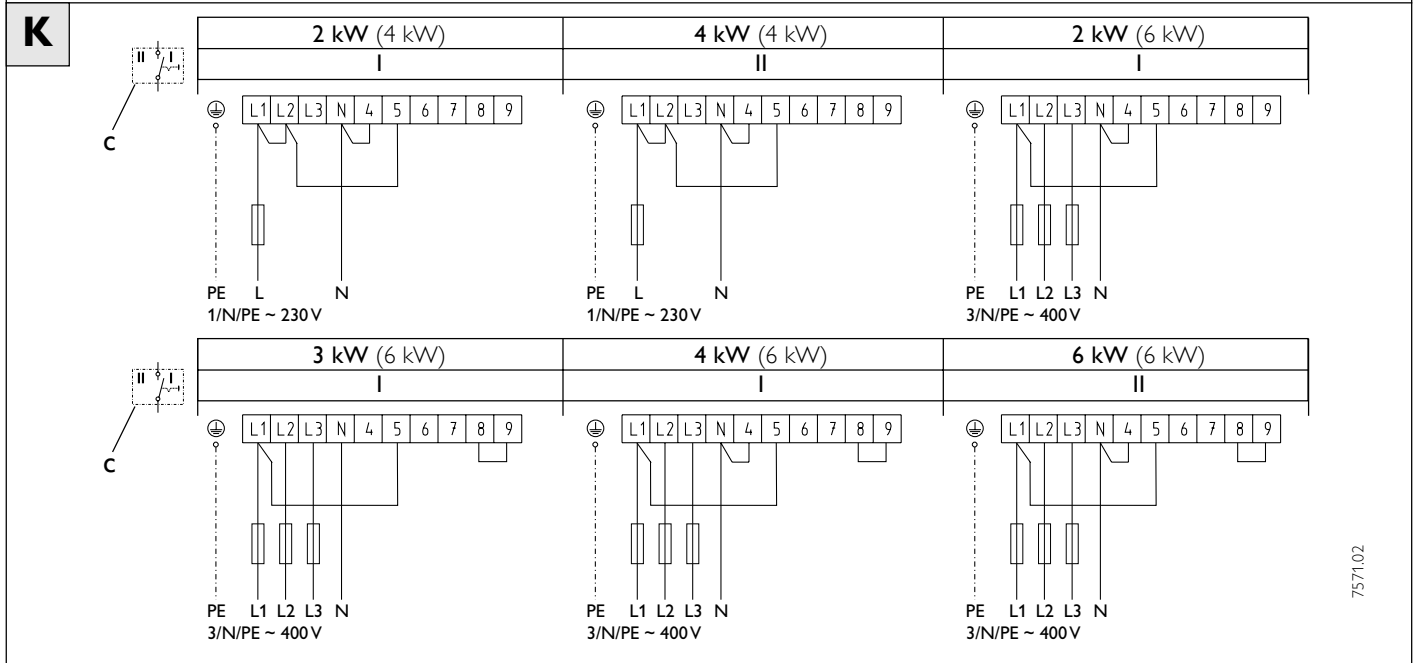 K
2 kW (4 kW) 4 kW (4 kW) 2 kW (6 kW)
II I
I II I
C
L1 L2 L3 N 4 5 6 7 8 9 L1 L2 L3 N 4 5 6 7 8 9 L1 L2 L3 N 4 5 6 7 8 9
PE L N PE L N PE L1 L2 L3 N
1/N/PE ~ 230 V 1/N/PE ~ 230 V 3/N/PE ~ 400 V
3 kW (6 kW) 4 kW (6 kW) 6 kW (6 kW)
II I
I I II
C
L1 L2 L3 N 4 5 6 7 8 9 L1 L2 L3 N 4 5 6 7 8 9 L1 L2 L3 N 4 5 6 7 8 9
PE L1 L2 L3 N PE L1 L2 L3 N PE L1 L2 L3 N
3/N/PE ~ 400 V 3/N/PE ~ 400 V 3/N/PE ~ 400 V
7571.02